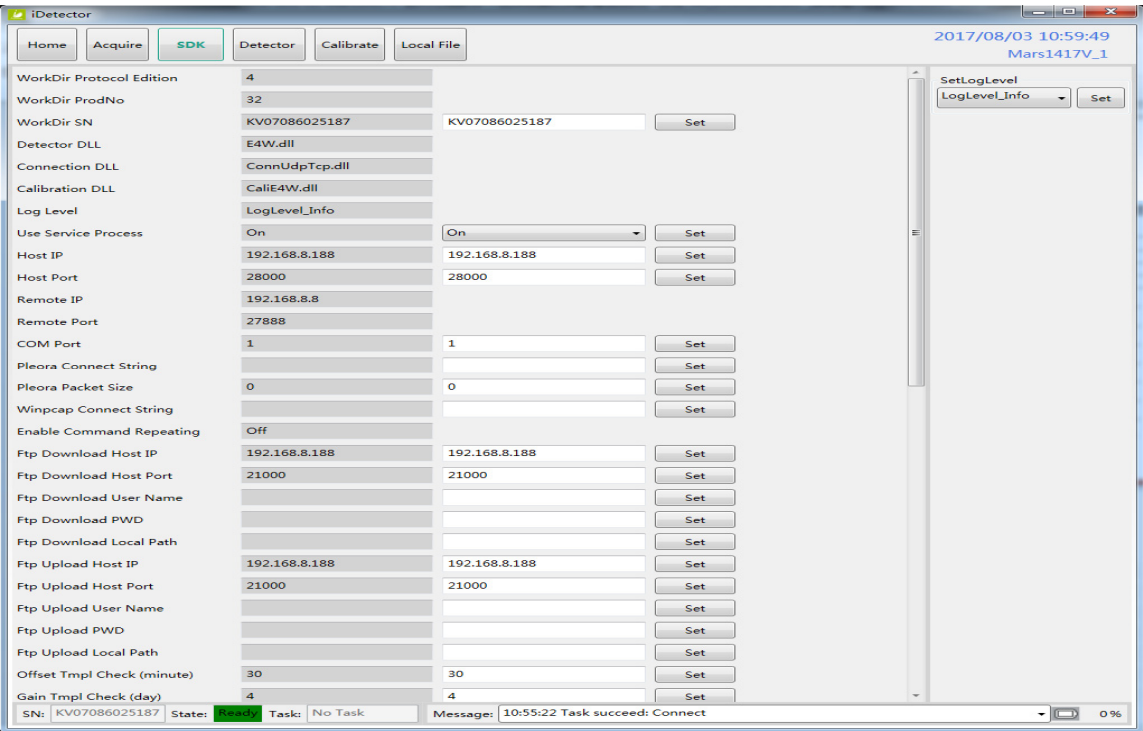 iDetector
Home Acquire SDK Detector Calibrate Local File
2017/08/03 10:59:49
Mars1417V_1
WorkDir Protocol Edition 4
SetLogLevel
WorkDir ProdNo 32
LogLevel_Info Set
WorkDir SN KV07086025187 KV07086025187 Set
Detector DLL E4W.dll
Connection DLL ConnUdpTcp.dll
Calibration DLL CaliE4W.dll
Log Level LogLevel_Info
Use Service Process On On Set
Host IP 192.168.8.188 192.168.8.188 Set
Host Port 28000 28000 Set
Remote IP 192.168.8.8
Remote Port 27888
COM Port 1 1 Set
Pleora Connect String Set
Pleora Packet Size 0 0 Set
Winpcap Connect String Set
Enable Command Repeating Off
Ftp Download Host IP 192.168.8.188 192.168.8.188 Set
Ftp Download Host Port 21000 21000 Set
Ftp Download User Name Set
Ftp Download PWD Set
Ftp Download Local Path Set
Ftp Upload Host IP 192.168.8.188 192.168.8.188 Set
Ftp Upload Host Port 21000 21000 Set
Ftp Upload User Name Set
Ftp Upload PWD Set
Ftp Upload Local Path Set
Offset Tmpl Check (minute) 30 30 Set
Gain Tmpl Check (day) 4 4 Set
SN: KV07086025187 State: Ready Task: No Task Message: 10:55:22 Task succeed: Connect 0%